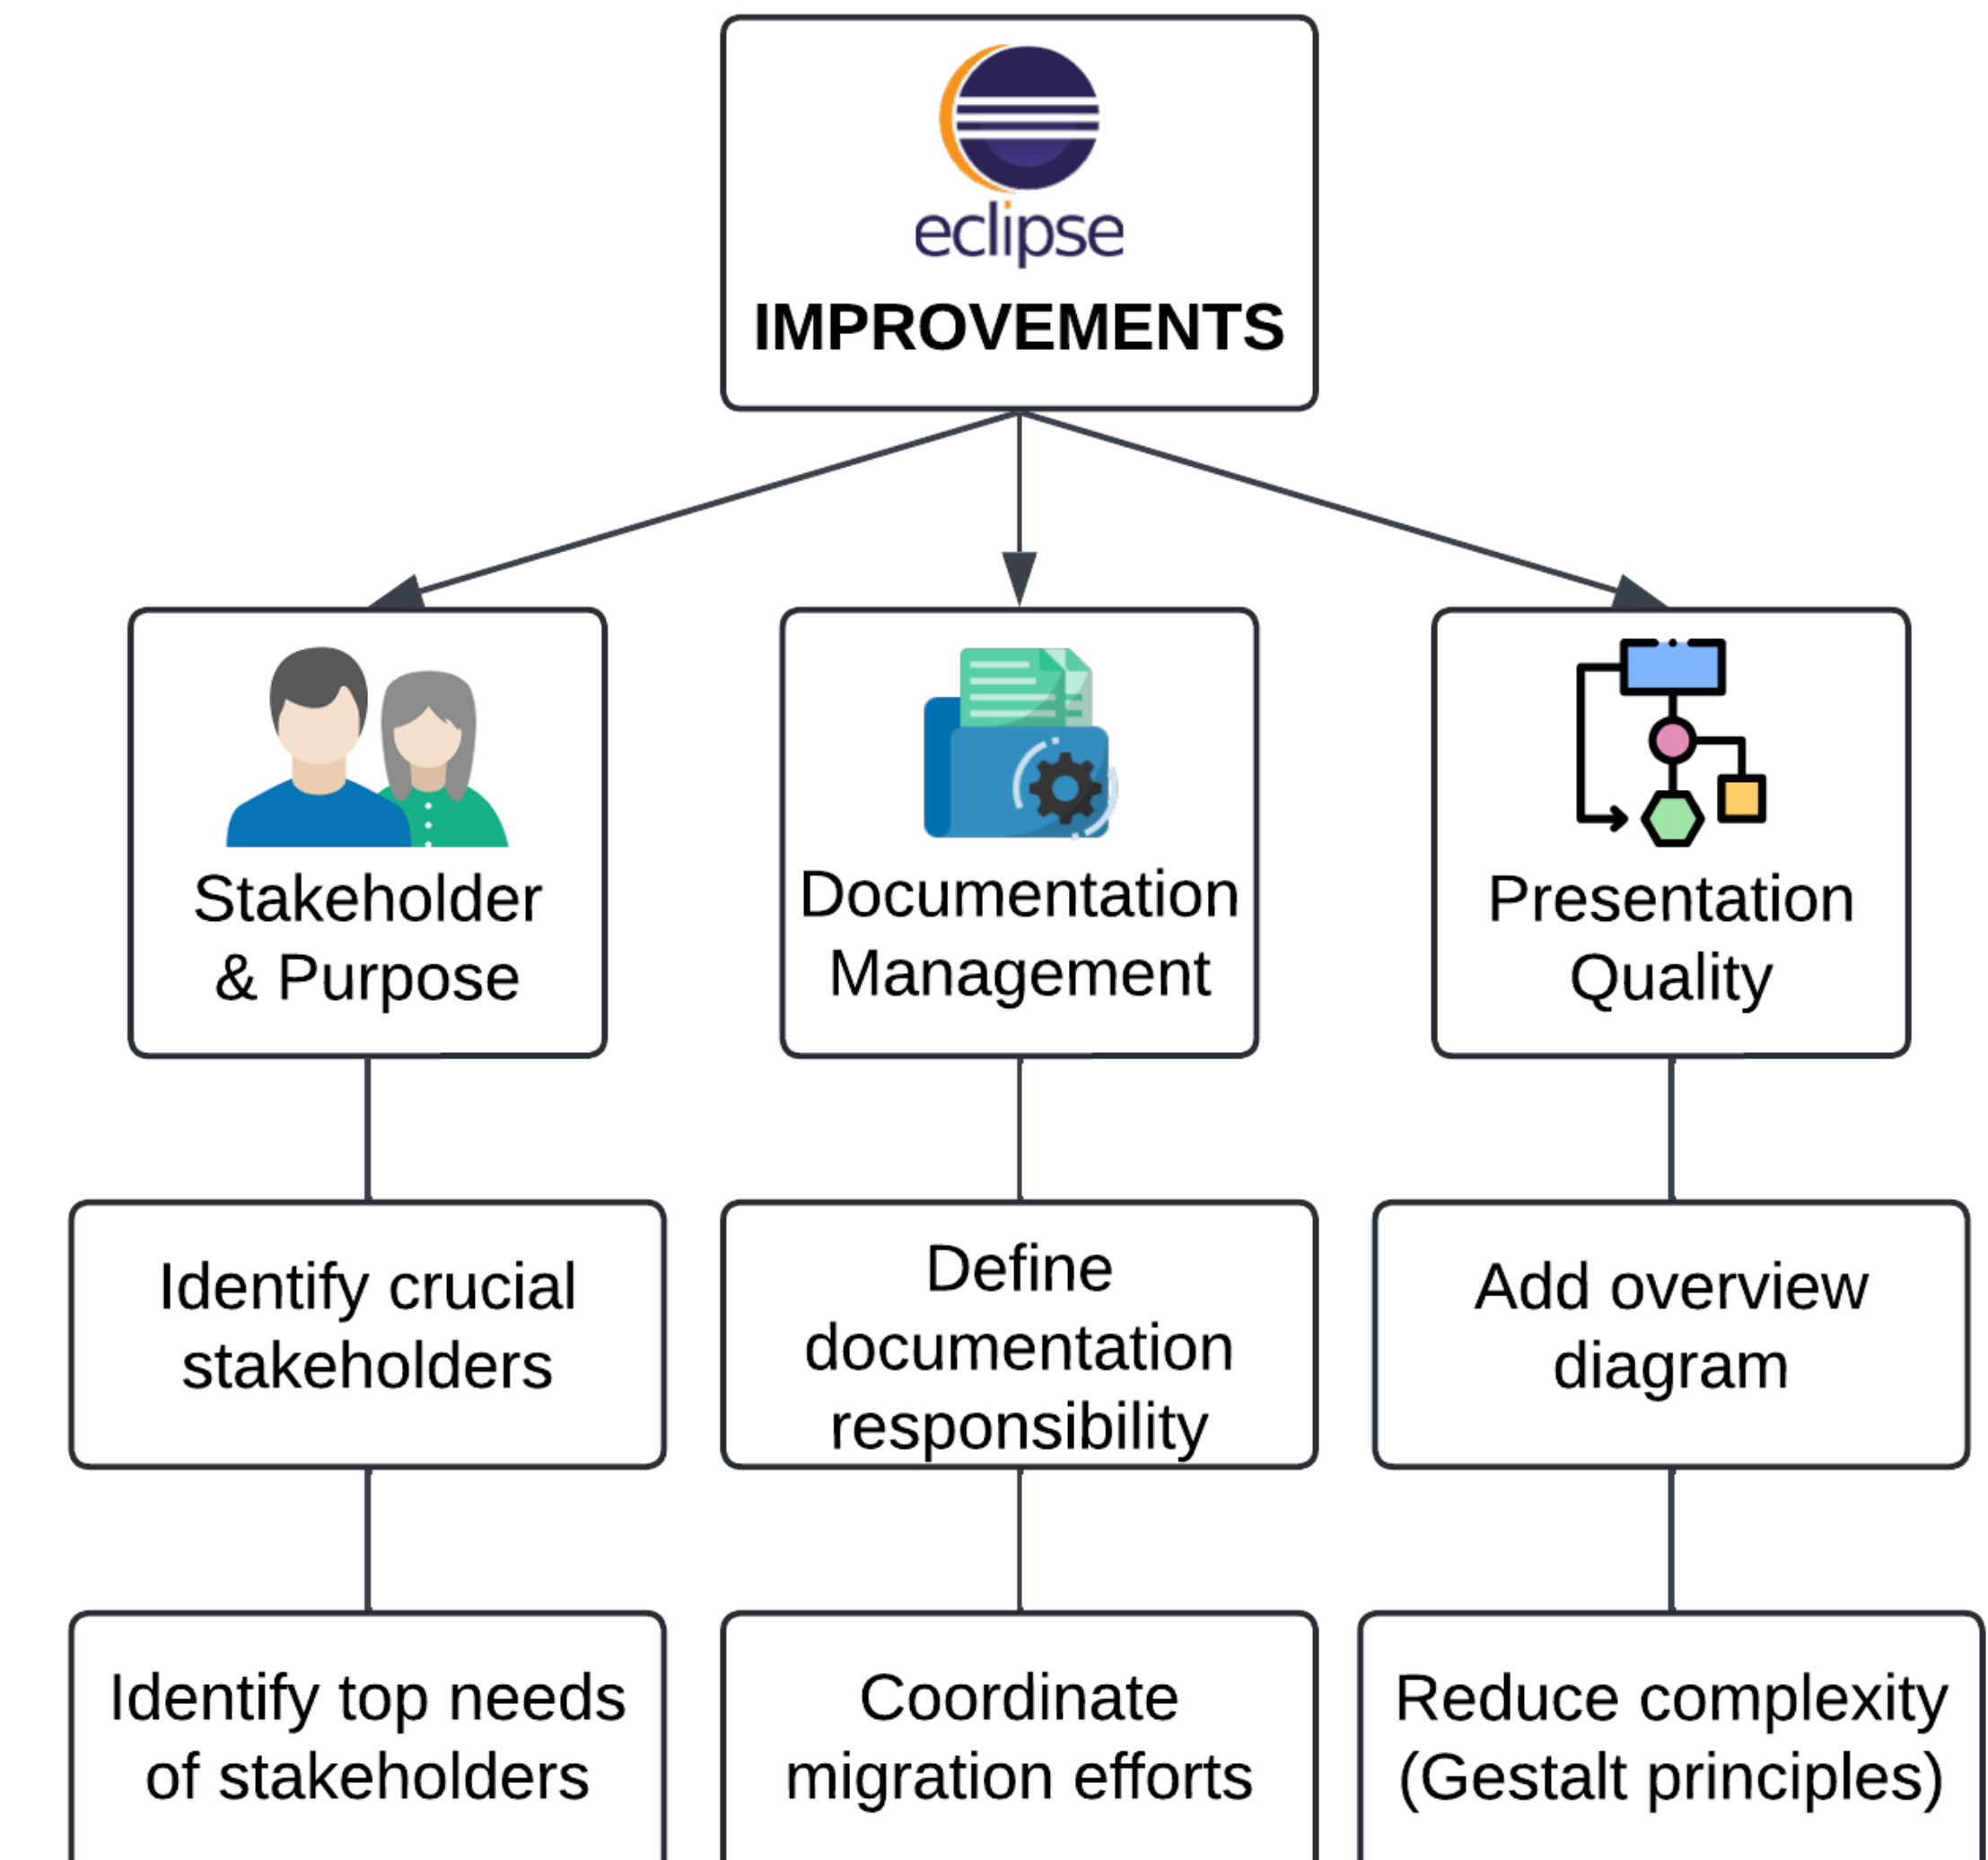 eclipse
IMPROVEMENTS
Stakeholder
& Purpose
Documentation
Management
Presentation
Quality
Identify crucial
stakeholders
Define
documentation
responsibility
Add overview
diagram
Identify top needs
of stakeholders
Coordinate
migration efforts
Reduce complexity
(Gestalt principles)